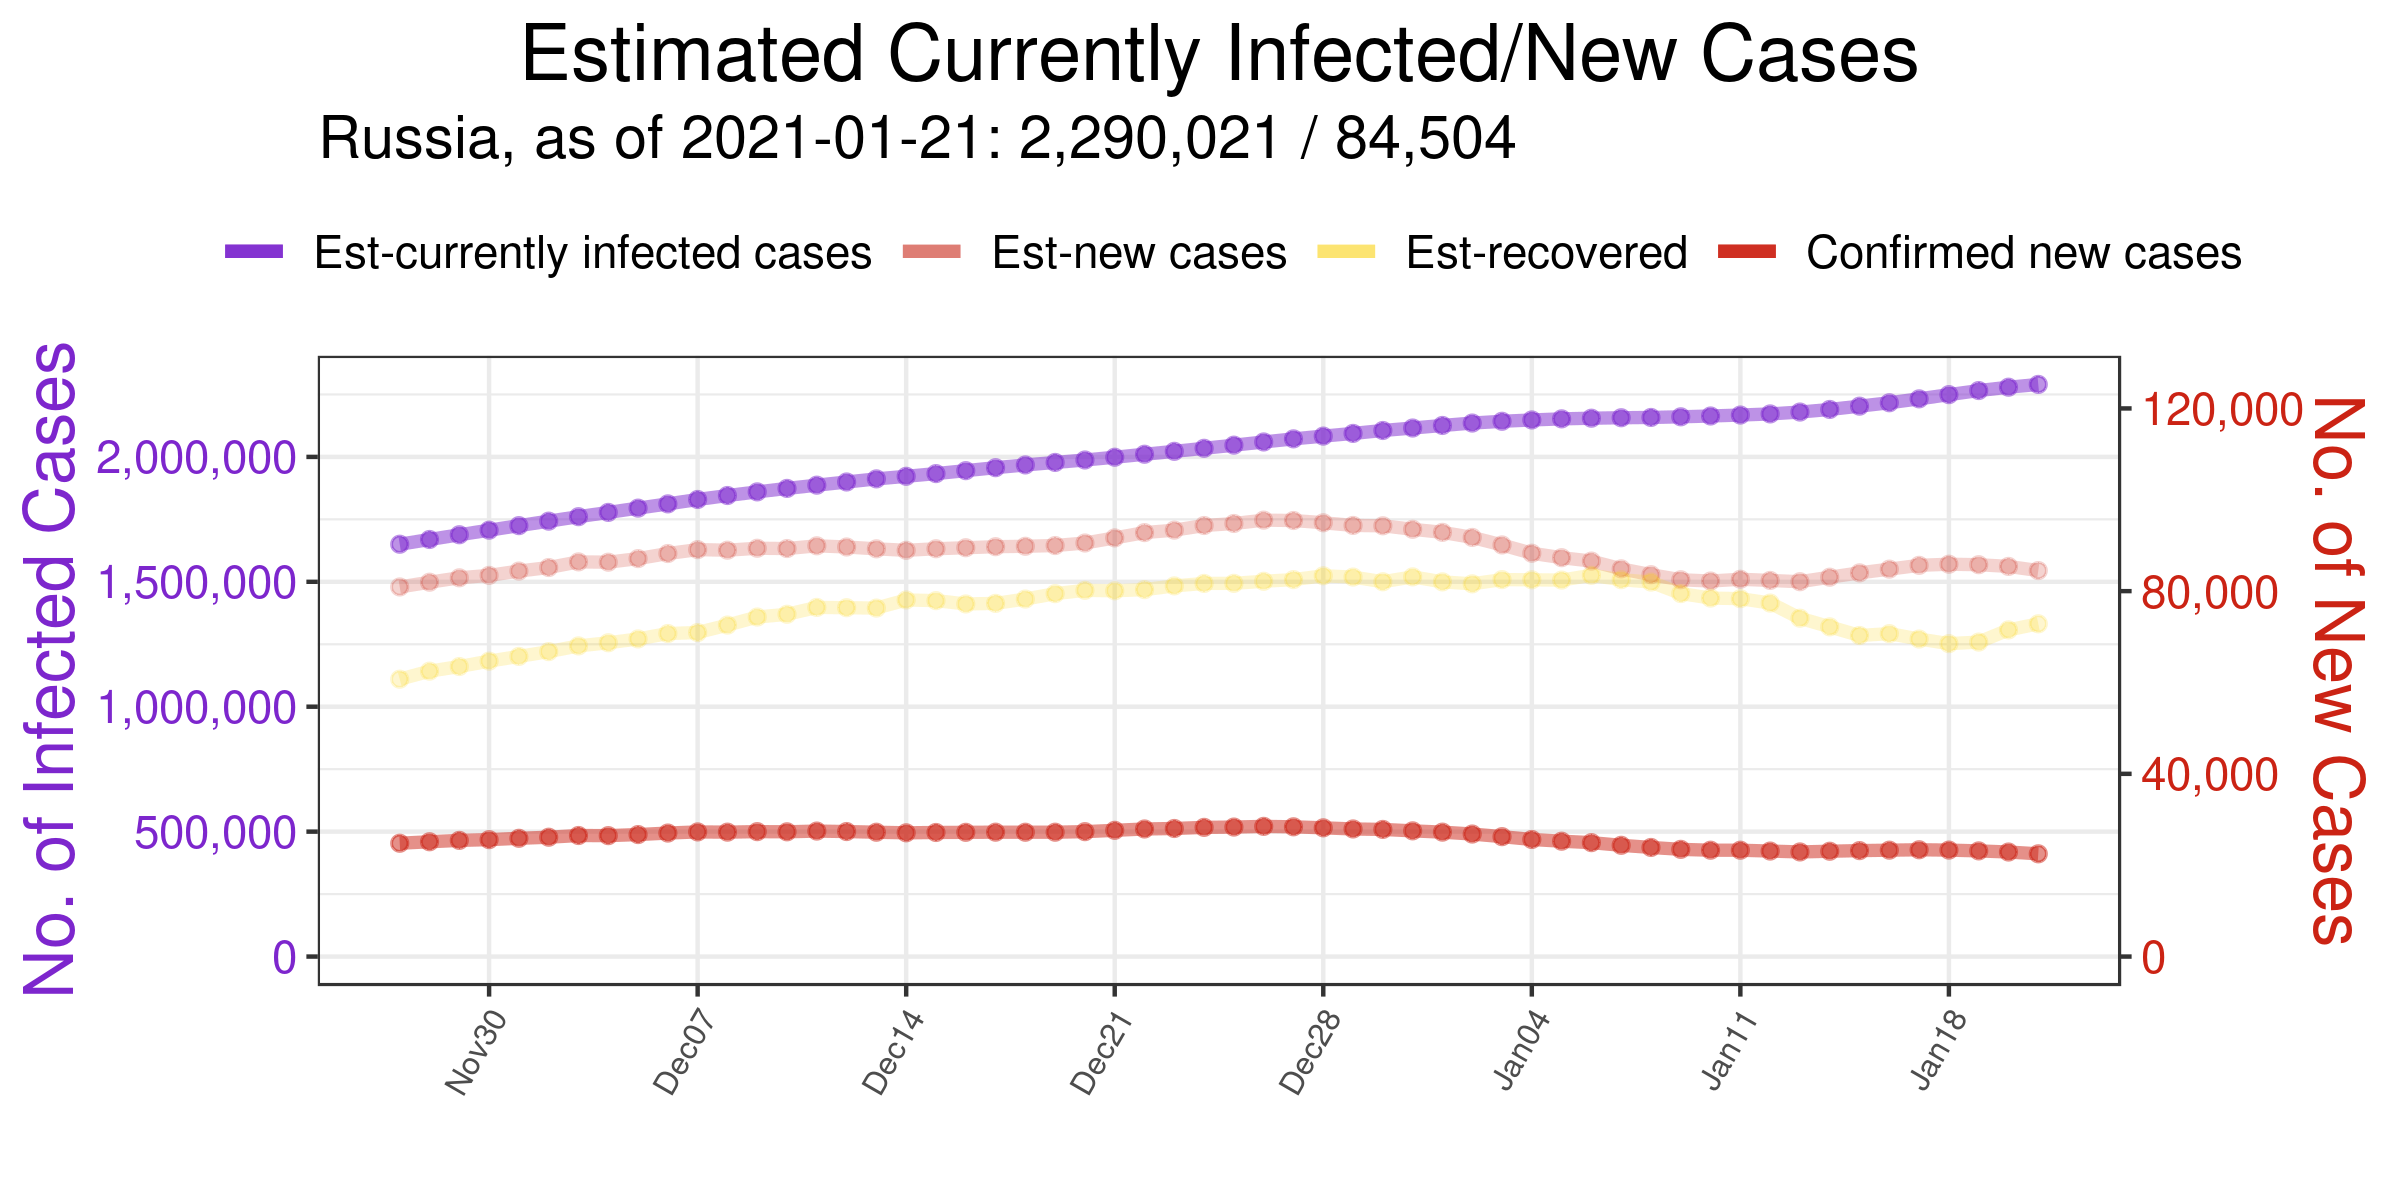 Estimated Currently Infected/New Cases
Russia, as of 2021-01-21: 2,290,021 / 84,504
Est-currently infected cases Est-new cases Est-recovered Confirmed new cases
No. of Infected Cases
2,000,000
1,500,000
1,000,000
500,000
0
120,000
80,000
40,000
0
No. of New Cases
Nov30 Dec07 Dec14 Dec21 Dec28 Jan04 Jan11 Jan18